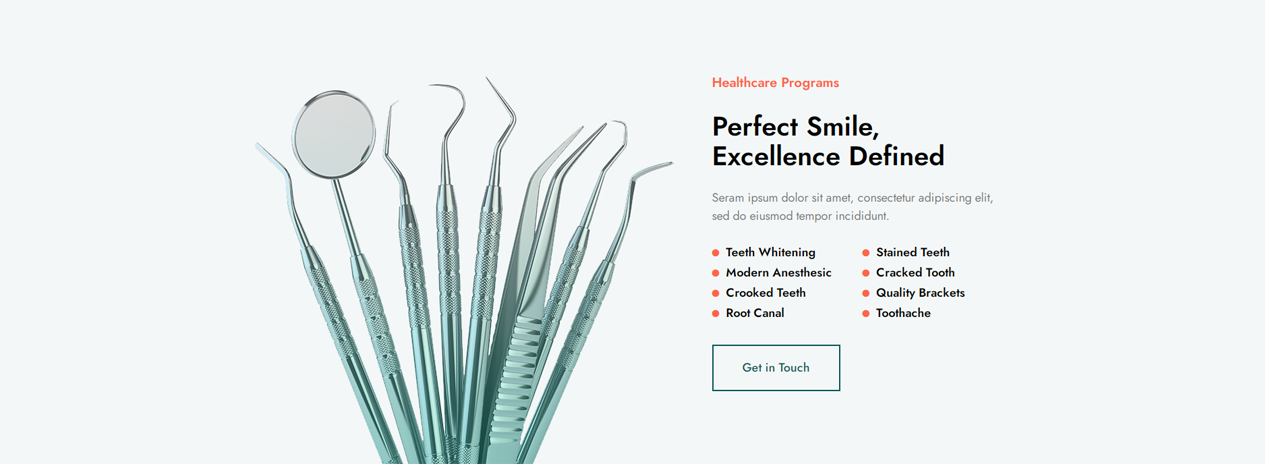 Healthcare Programs
Perfect Smile,
Excellence Defined
Seram ipsum dolor sit amet, consectetur adipiscing elit,
sed do eiusmod tempor incididunt.
Teeth Whitening
Modern Anesthesic
Crooked Teeth
Root Canal
Stained Teeth
Cracked Tooth
Quality Brackets
Toothache
Get in Touch